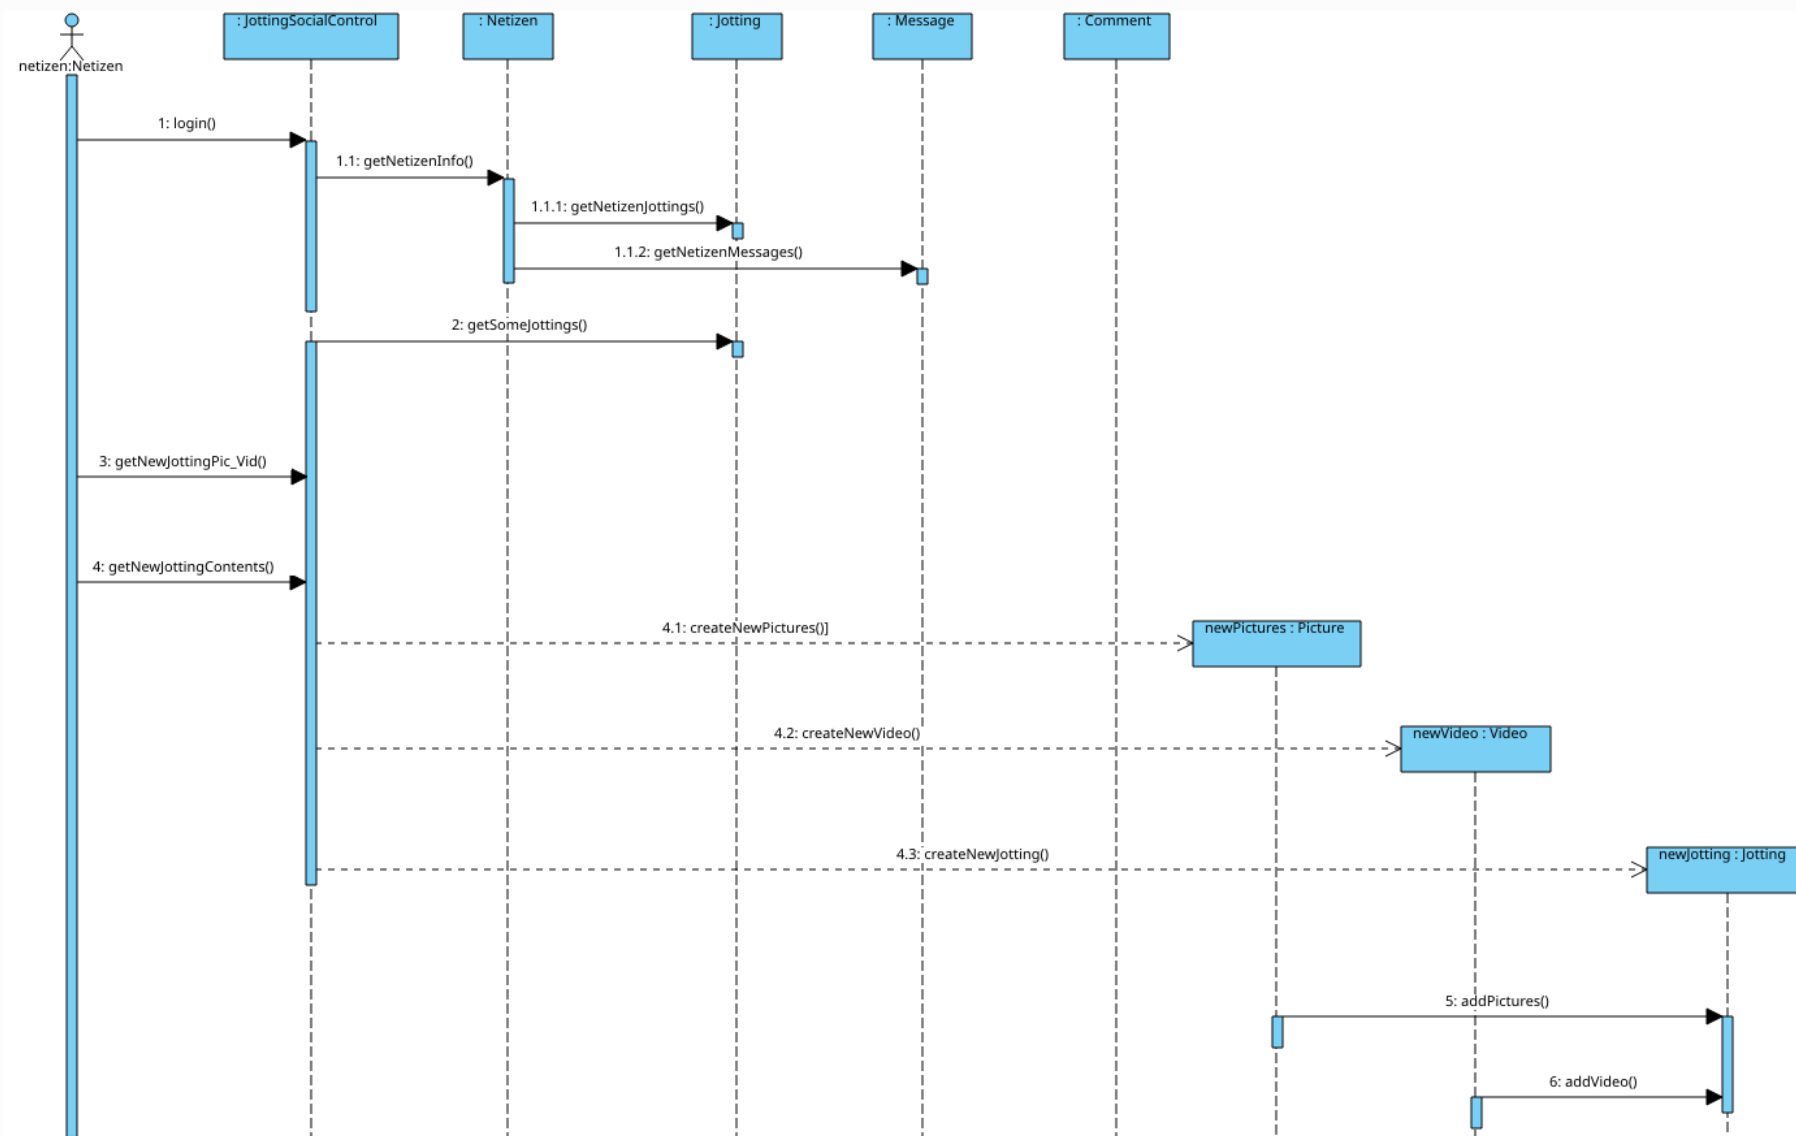 : JottingSocialControl
: Netizen
: Jotting
: Message
: Comment
netizen:Netizen
1: login()
1.1: getNetizenInfo()
1.1.1: getNetizenJottings()
1.1.2: getNetizenMessages()
2: getSomeJottings()
3: getNewJottingPic_Vid()
4: getNewJottingContents()
4.1: createNewPictures()]
newPictures : Picture
4.2: createNewVideo()
newVideo : Video
4.3: createNewJotting()
newJotting : Jotting
5: addPictures()
6: addVideo()